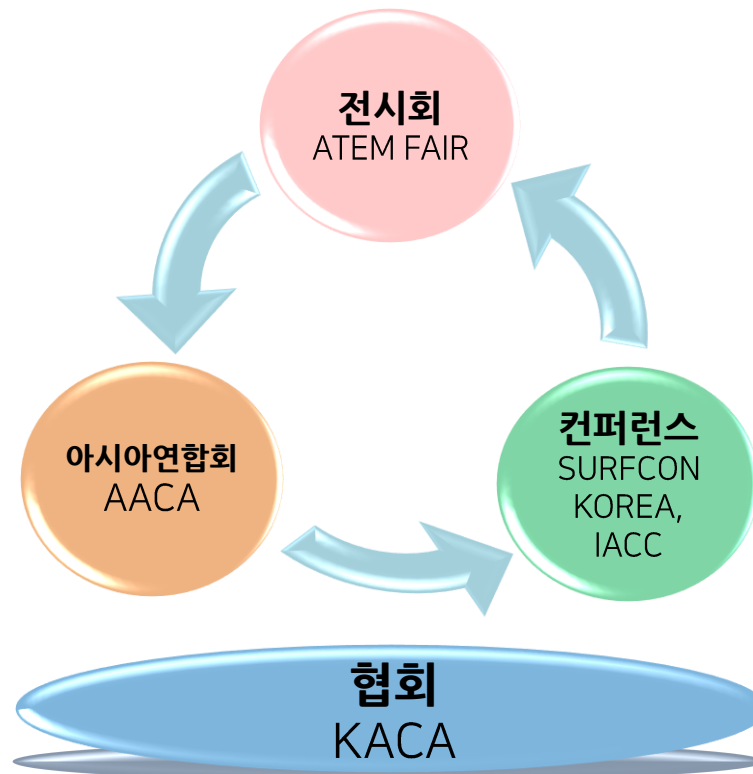 전시회
ATEM FAIR
아시아연합회
AACA
컨퍼런스
SURFCON
KOREA,
IACC
협회
KACA